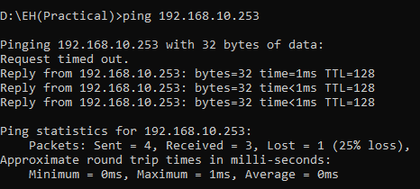 D:\EH(Practical)>ping 192.168.10.253
Pinging 192.168.10.253 with 32 bytes of data:
Request timed out.
Reply from 192.168.10.253: bytes=32 time=1ms TTL=128
Reply from 192.168.10.253: bytes=32 time<1ms TTL=128
Reply from 192.168.10.253: bytes=32 time<1ms TTL=128
Ping statistics for 192.168.10.253:
Packets: Sent = 4, Received = 3, Lost = 1 (25% loss),
Approximate round trip times in milli-seconds:
Minimum = 0ms, Maximum = 1ms, Average = 0ms